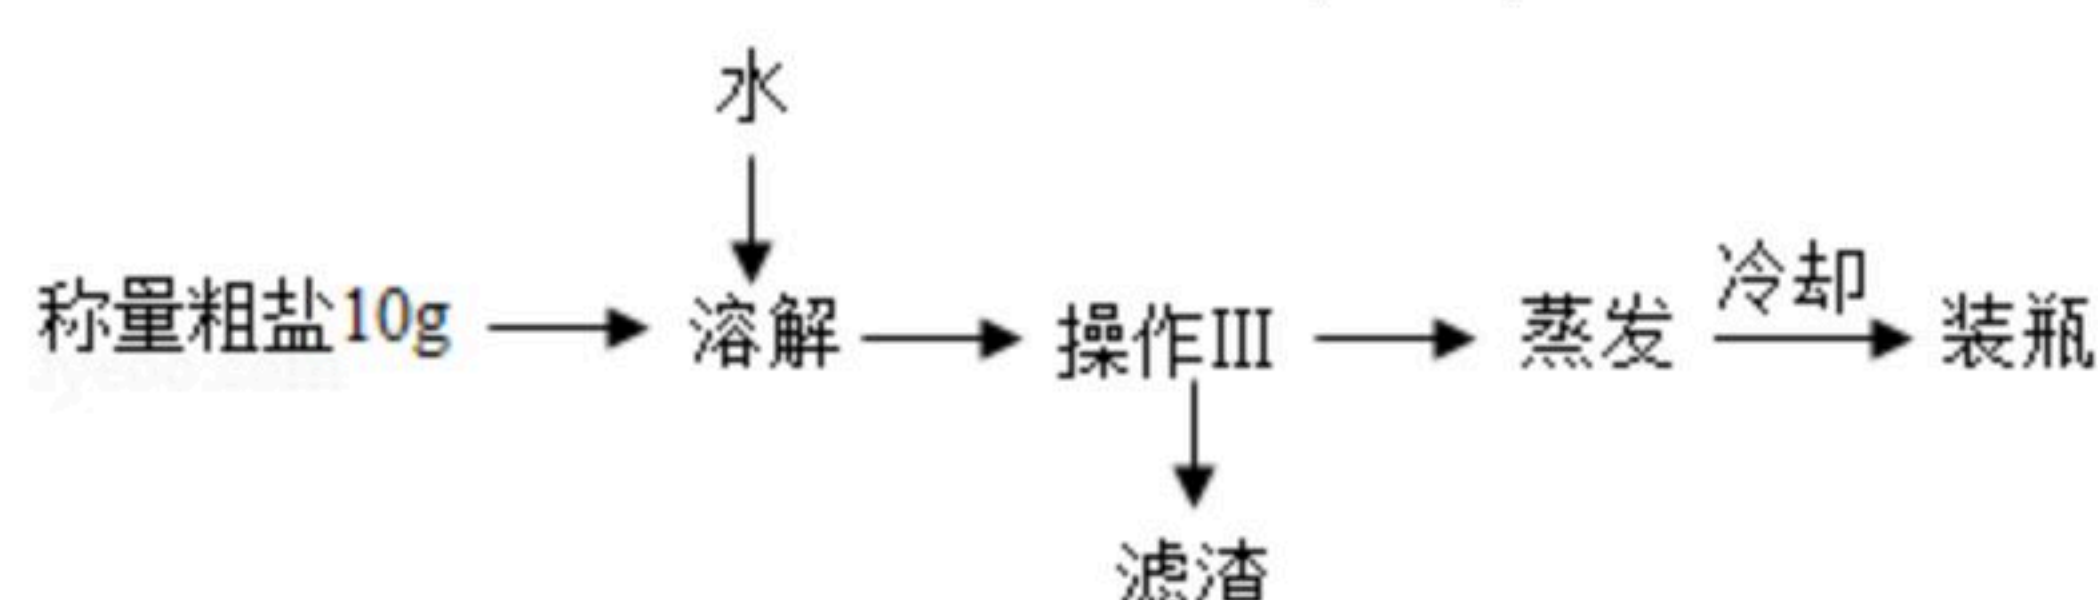 水
称量粗盐10g 溶解 操作III 蒸发 冷却 装瓶
滤渣